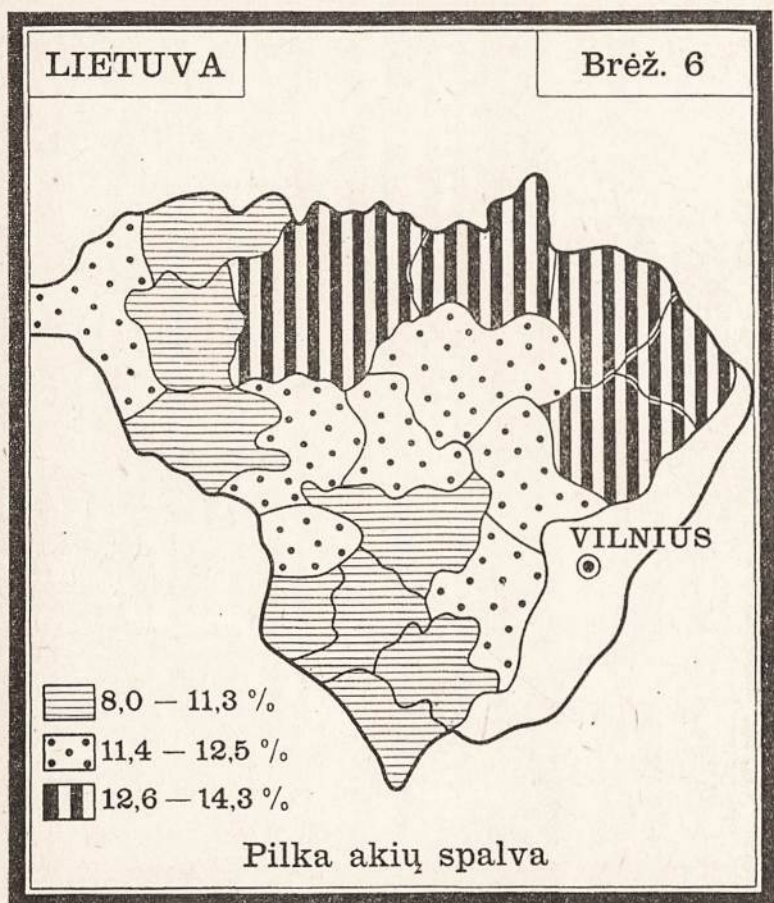 LIETUVA
Brėž. 6
VILNIUS
8,0 — 11,3 %
11,4 — 12,5 %
12,6 — 14,3 %
Pilka akių spalva